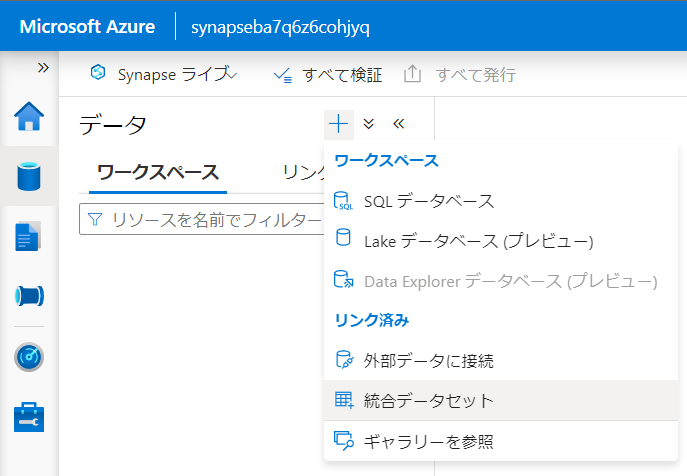 Microsoft Azure synapseba7q6z6cohjyq
Synapse ライブ すべて検証 すべて発行
データ
ワークスペース リンク
リソースを名前でフィルター
ワークスペース
SQL データベース
Lake データベース (プレビュー)
Data Explorer データベース (プレビュー)
リンク済み
外部データに接続
統合データセット
ギャラリーを参照